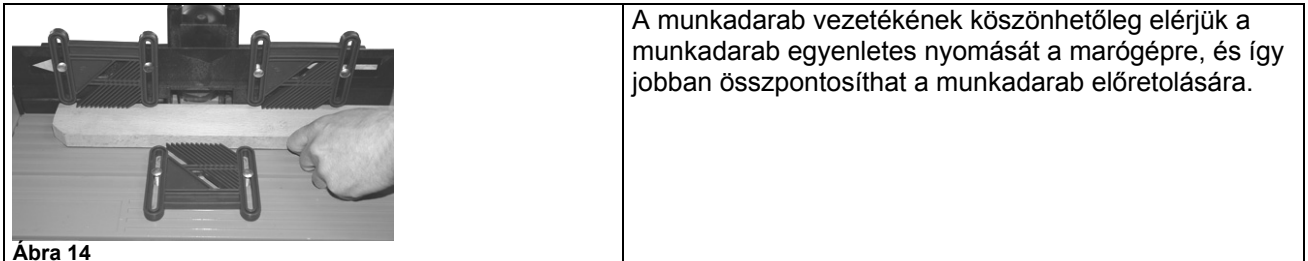 A munkadarab vezetékének köszönhetőleg elérjük a
munkadarab egyenletes nyomását a marógépre, és így
jobban összpontosíthat a munkadarab előretolására.
Ábra 14